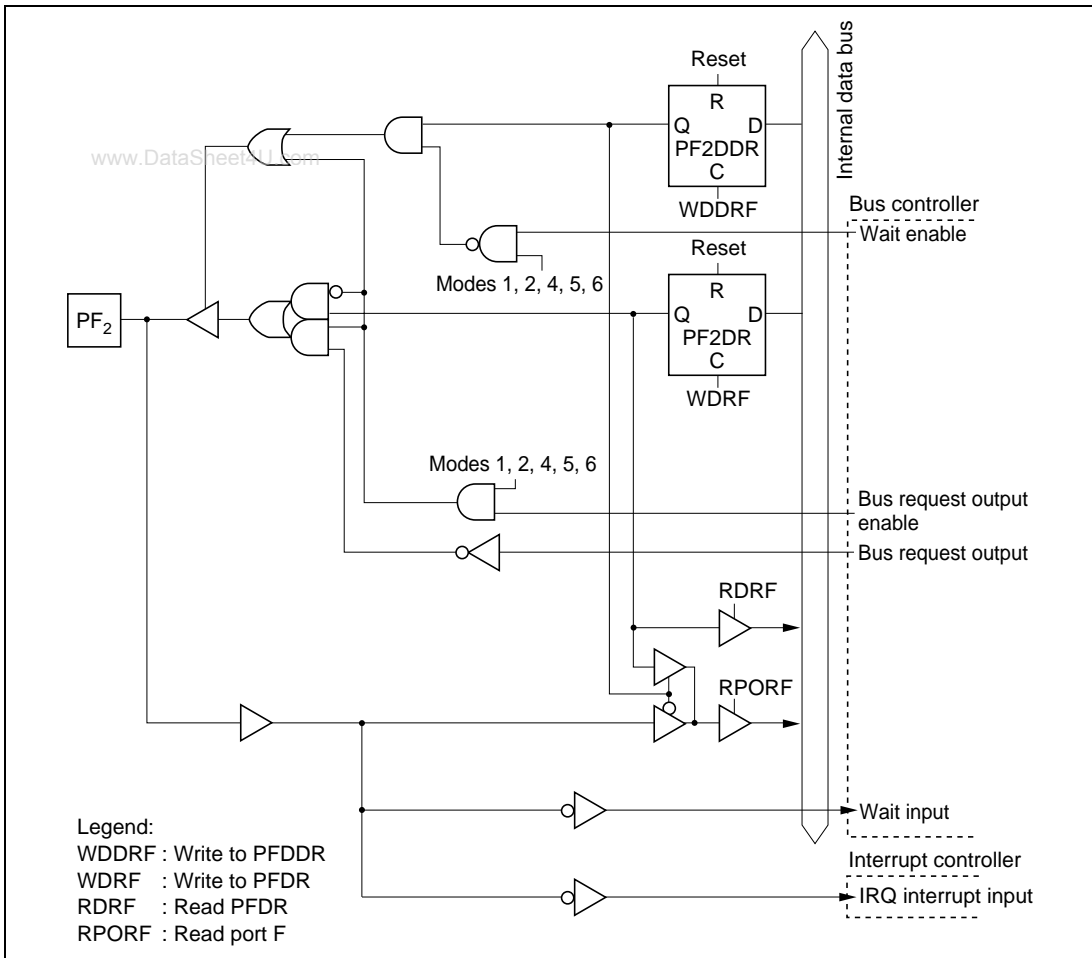 Reset
R
Q D
PF2DDR
C
WDDRF
Internal data bus
www.DataSheet4U.com
Bus controller
Wait enable
Modes 1, 2, 4, 5, 6
Reset
R
Q D
PF2DR
C
WDRF
PF2
Modes 1, 2, 4, 5, 6
Bus request output
enable
Bus request output
RDRF
RPORF
Wait input
Interrupt controller
IRQ interrupt input
Legend:
WDDRF : Write to PFDDR
WDRF : Write to PFDR
RDRF : Read PFDR
RPORF : Read port F